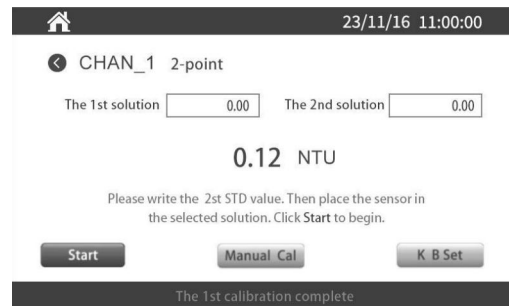 23/11/16 11:00:00
CHAN_1 2-point
The 1st solution 0.00 The 2nd solution 0.00
0.12 NTU
Please write the 2st STD value. Then place the sensor in
the selected solution. Click Start to begin.
Start Manual Cal K B Set
The 1st calibration complete